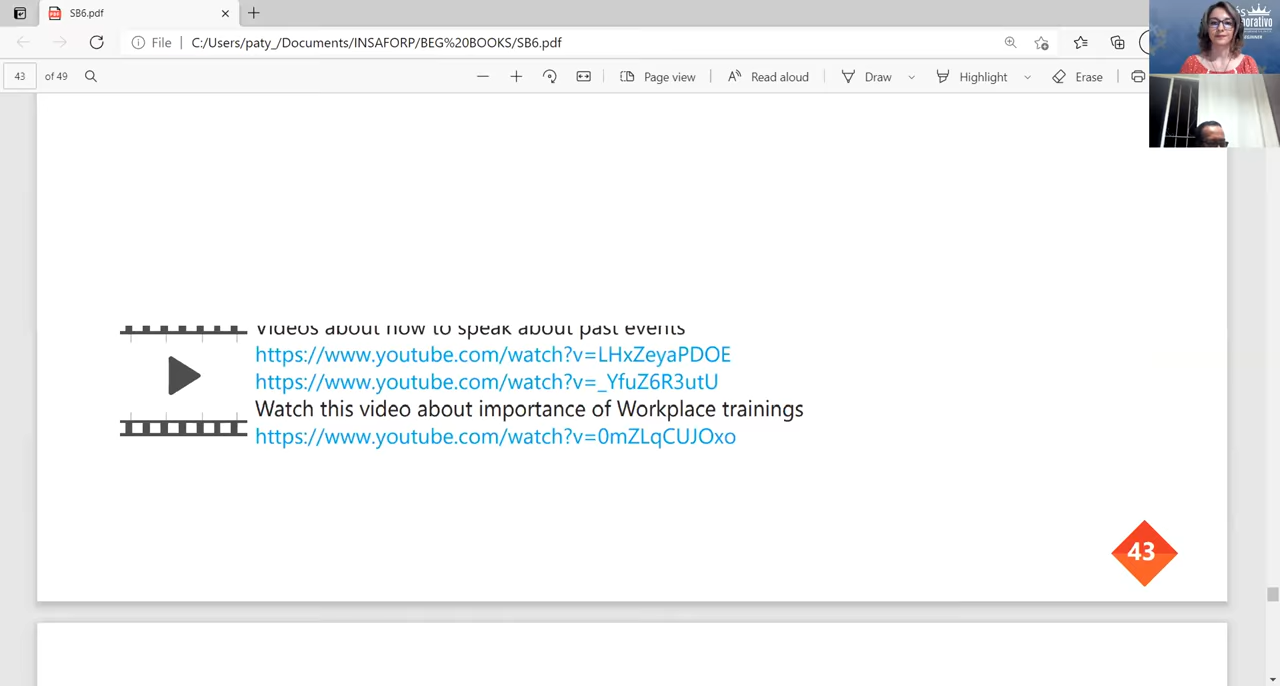 SB6.pdf
File
C:/Users/paty_/Documents/INSAFORP/BEG%20BOOKS/SB6.pdf
43 of 49
Page view
Read aloud
Draw
Highlight
Erase
Videos about how to speak about past events
https://www.youtube.com/watch?v=LHxZeyaPDOE
https://www.youtube.com/watch?v=_YfuZ6R3utU
Watch this video about importance of Workplace trainings
https://www.youtube.com/watch?v=0mZLqCUJOxo
43